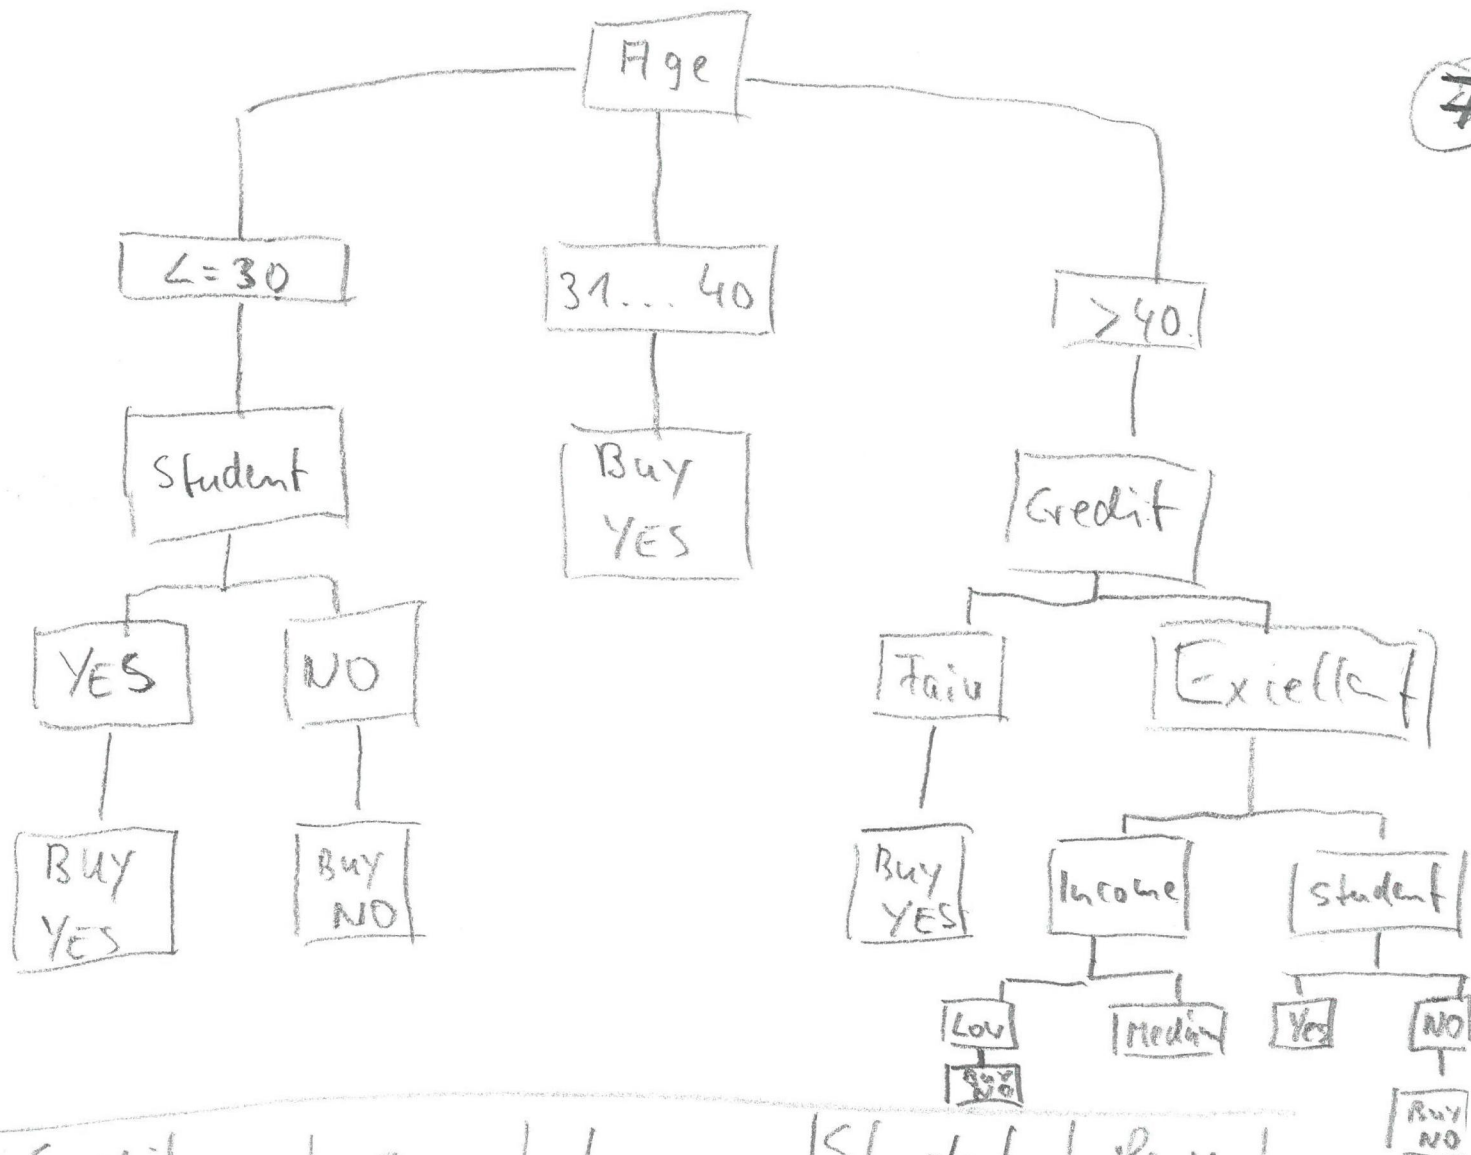 Age
<=30
31... 40
>40.
Student
Buy
YES
Credit
YES
NO
Fair
Exiellent
BUY
YES
Buy
NO
Buy
YES
Income
Student
Low
Medium
Yes
NO
Buy
NO
Buy
NO